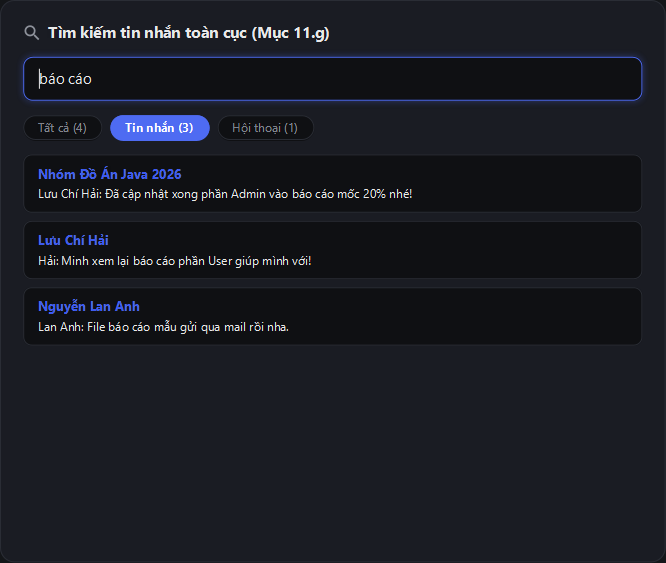 Tìm kiếm tin nhắn toàn cục (Mục 11.g)
báo cáo
Tất cả (4) Tin nhắn (3) Hội thoại (1)
Nhóm Đồ Án Java 2026
Lưu Chí Hải: Đã cập nhật xong phần Admin vào báo cáo mốc 20% nhé!
Lưu Chí Hải
Hải: Minh xem lại báo cáo phần User giúp mình với!
Nguyễn Lan Anh
Lan Anh: File báo cáo mẫu gửi qua mail rồi nha.